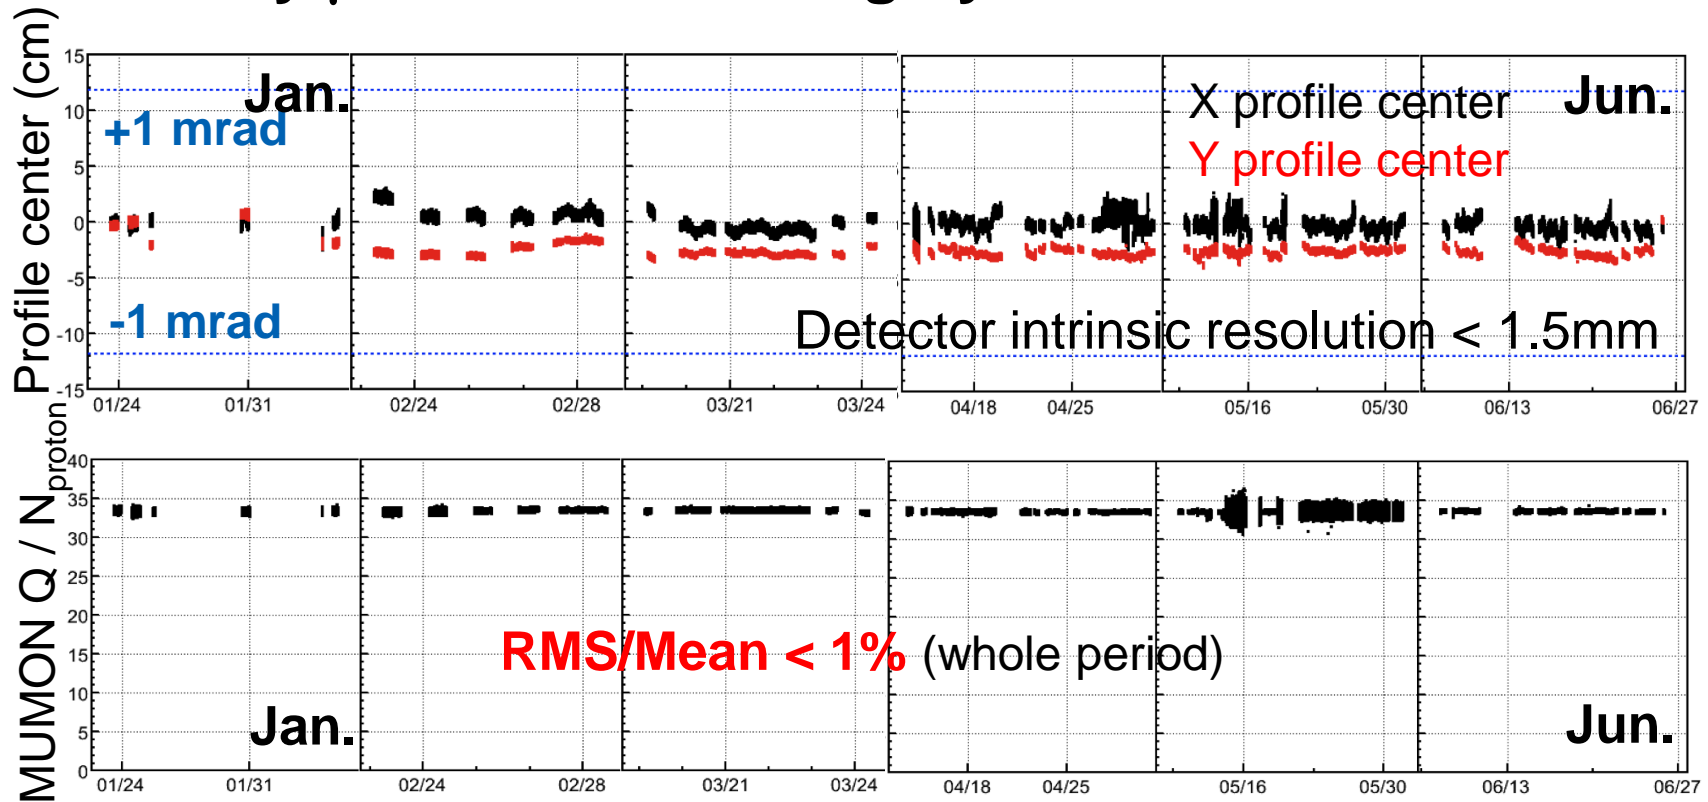 Profile center (cm)
15
10
5
0
-5
-10
-15
Jan.
+1 mrad
-1 mrad
X profile center
Y profile center
Jun.
Detector intrinsic resolution < 1.5mm
01/24 01/31 02/24 02/28 03/21 03/24 04/18 04/25 05/16 05/30 06/13 06/27
MUMON Q / Nproton
40
35
30
25
20
15
10
5
0
RMS/Mean < 1% (whole period)
Jan.
Jun.
01/24 01/31 02/24 02/28 03/21 03/24 04/18 04/25 05/16 05/30 06/13 06/27